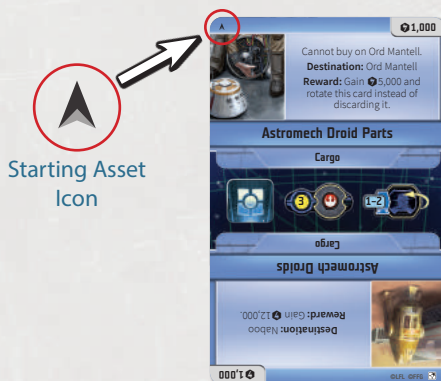 Starting Asset
Icon
1,000
Cannot buy on Ord Mantell.
Destination: Ord Mantell
Reward: Gain 5,000 and
rotate this card instead of
discarding it.
Astromech Droid Parts
Cargo
3
1–2
Cargo
Astromech Droids
Destination: Naboo
Reward: Gain 12,000.
1,000
©LFL ©FFG